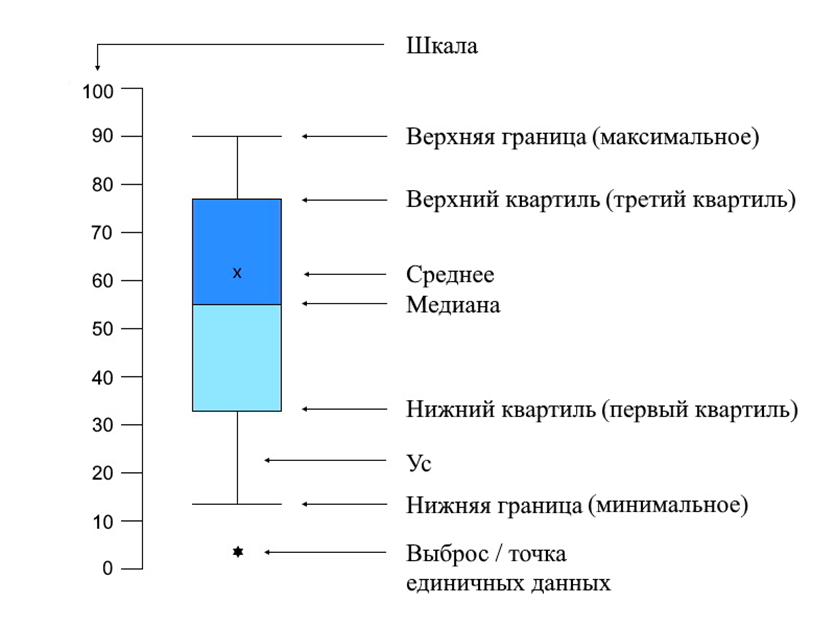 Шкала
100
90
Верхняя граница (максимальное)
80
Верхний квартиль (третий квартиль)
70
x
Среднее
60
Медиана
50
40
Нижний квартиль (первый квартиль)
30
Ус
20
Нижняя граница (минимальное)
10
Выброс / точка
0
единичных данных